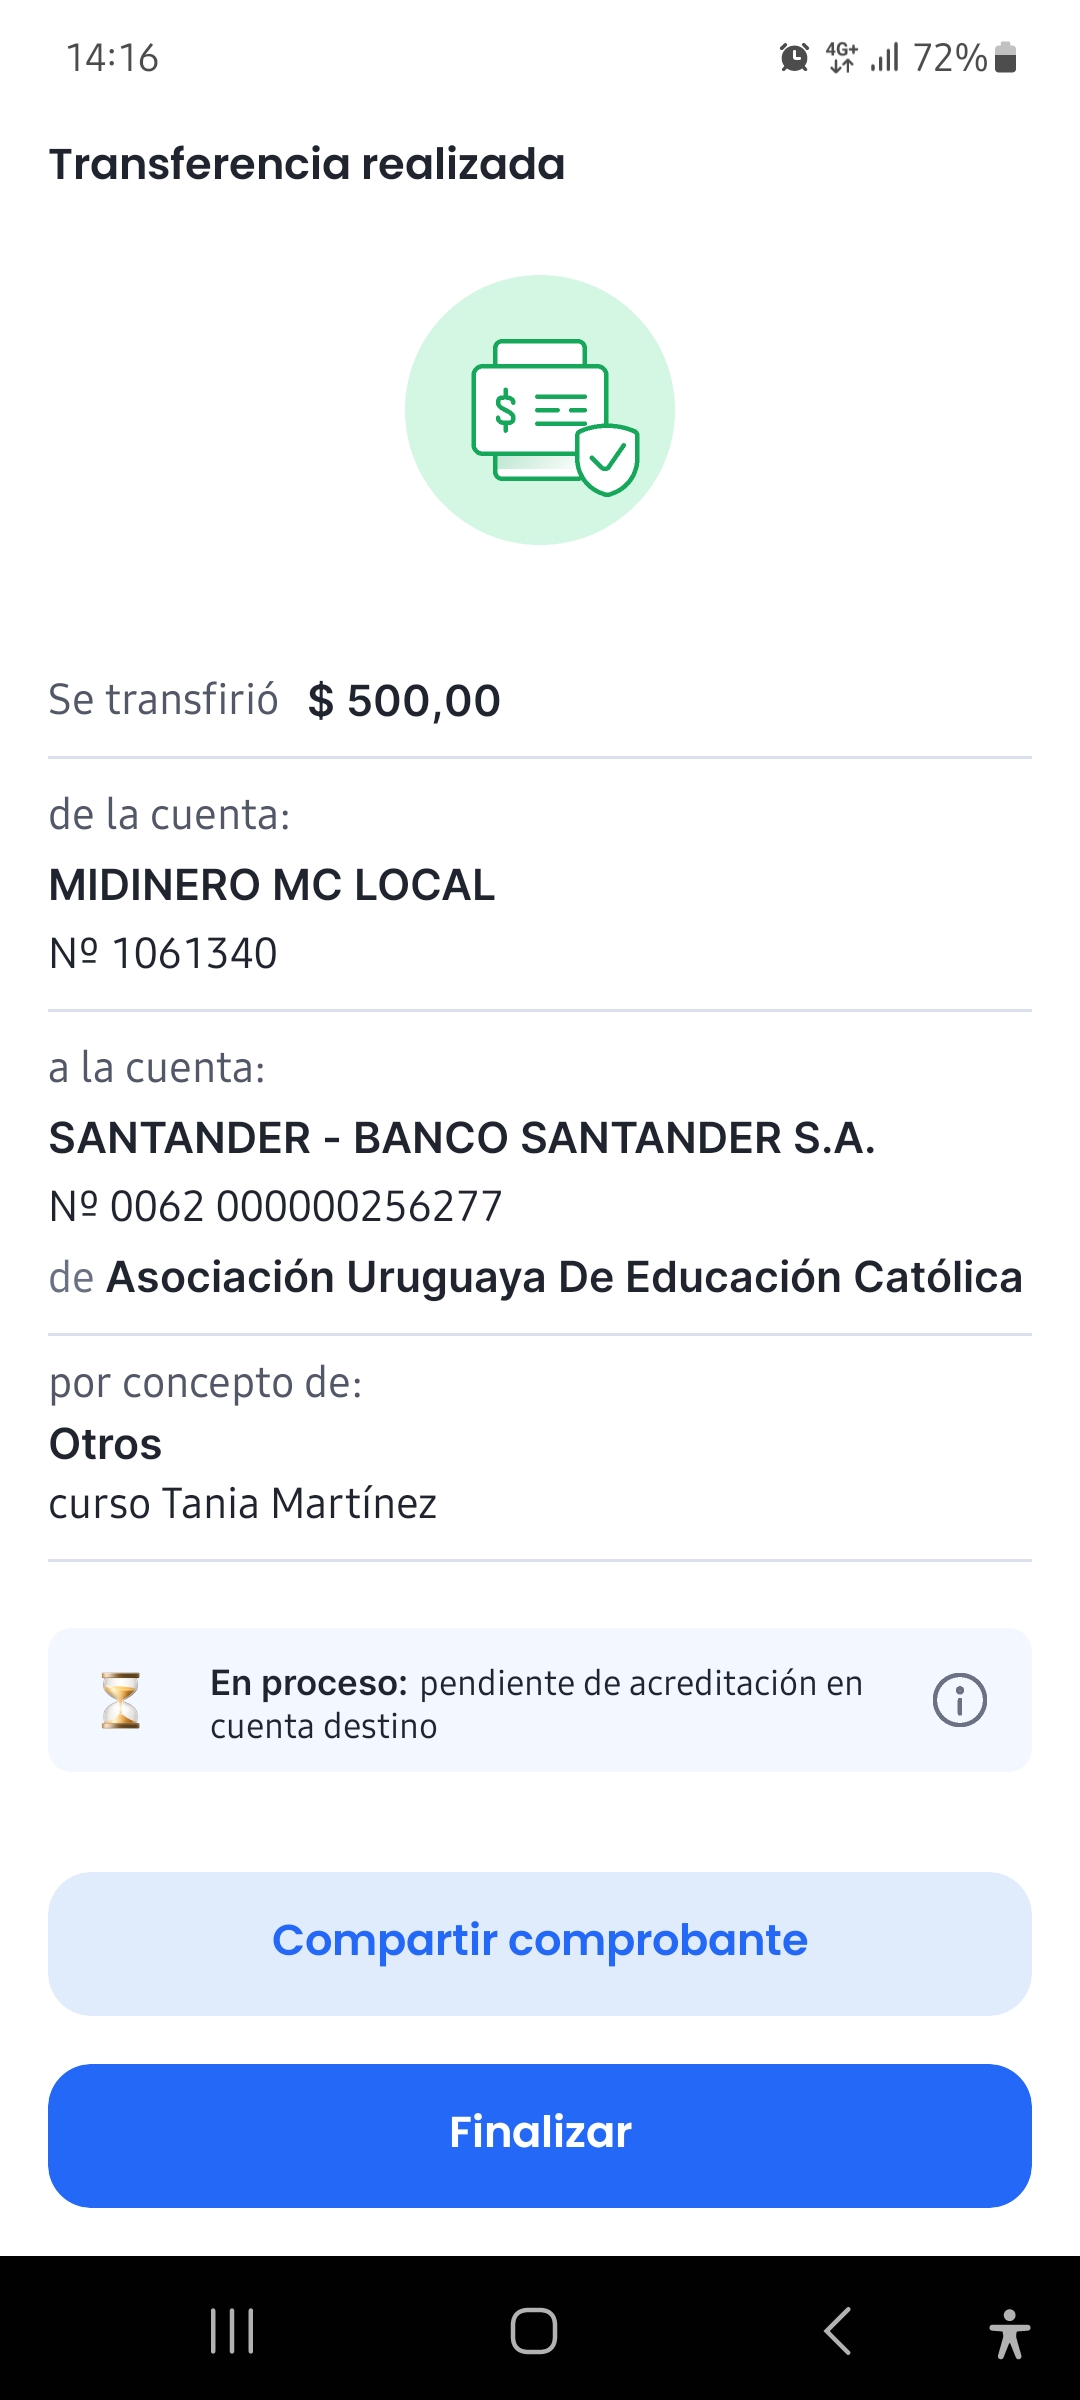 14:16 4G+ 72%
Transferencia realizada
$
Se transfirió $ 500,00
de la cuenta:
MIDINERO MC LOCAL
Nº 1061340
a la cuenta:
SANTANDER - BANCO SANTANDER S.A.
Nº 0062 000000256277
de Asociación Uruguaya De Educación Católica
por concepto de:
Otros
curso Tania Martínez
En proceso: pendiente de acreditación en
cuenta destino
Compartir comprobante
Finalizar